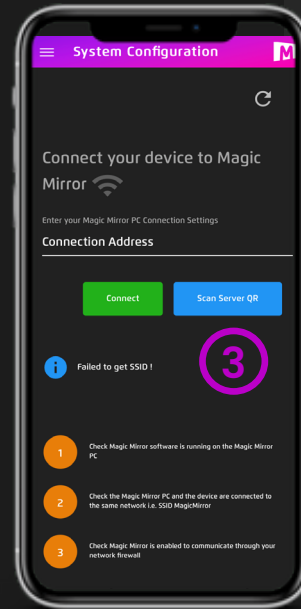 System Configuration
M
Connect your device to Magic
Mirror
Enter your Magic Mirror PC Connection Settings
Connection Address
Connect
Scan Server QR
Failed to get SSID !
3
1
Check Magic Mirror software is running on the Magic Mirror
PC
2
Check the Magic Mirror PC and the device are connected to
the same network i.e. SSID MagicMirror
3
Check Magic Mirror is enabled to communicate through your
network firewall